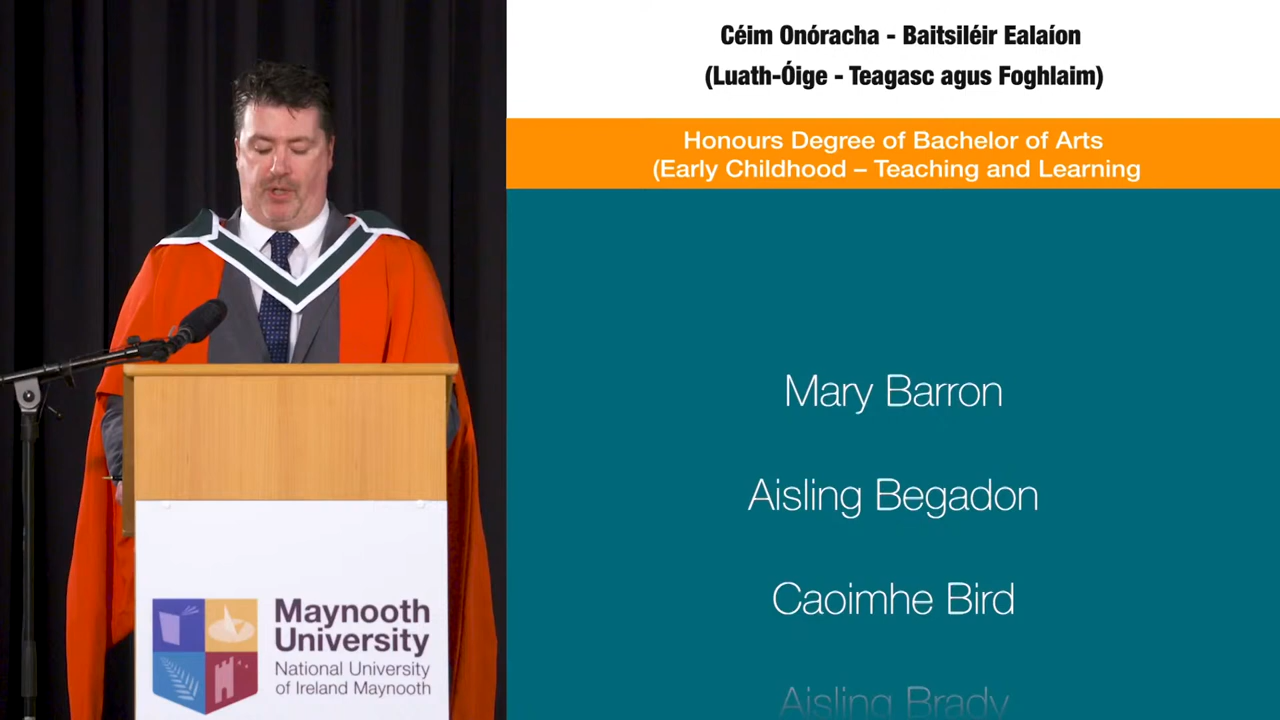 Céim Onóracha - Baitsiléir Ealaíon
(Luath-Óige - Teagasc agus Foghlaim)
Honours Degree of Bachelor of Arts
(Early Childhood – Teaching and Learning
Mary Barron
Aisling Begadon
Caoimhe Bird
Aisling Brady
Maynooth
University
National University
of Ireland Maynooth